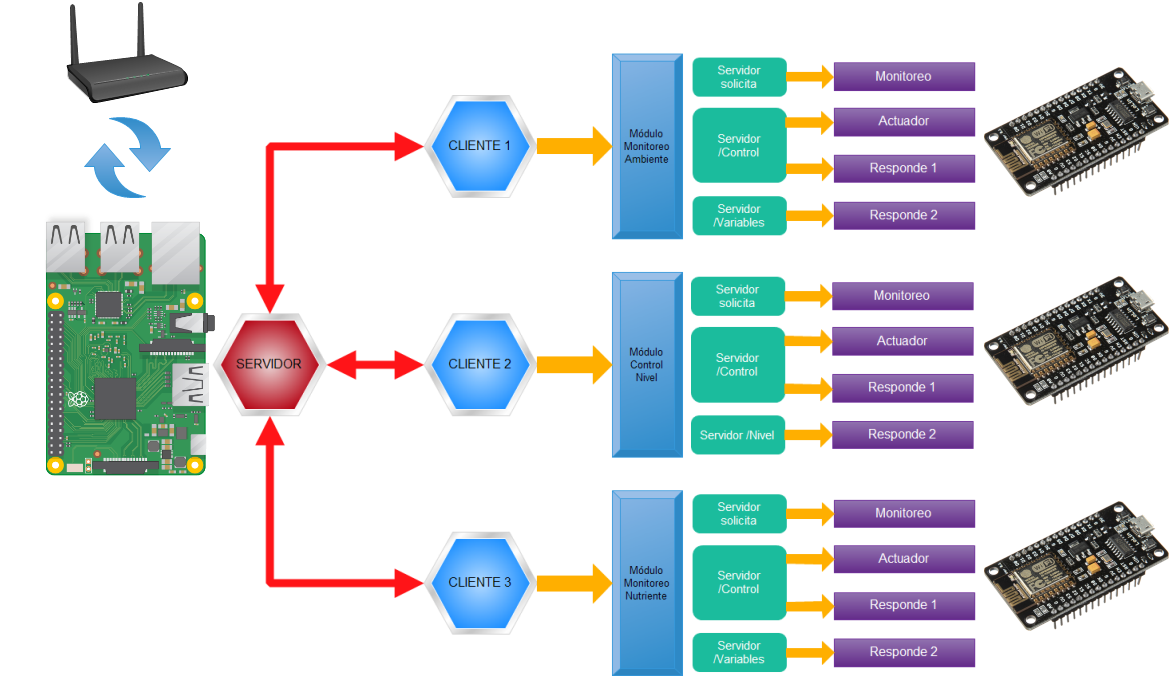 CLIENTE 1
Módulo
Monitoreo
Ambiente
Servidor
solicita
Monitoreo
Servidor
/Control
Actuador
Responde 1
Servidor
/Variables
Responde 2
SERVIDOR
CLIENTE 2
Módulo
Control
Nivel
Servidor
solicita
Monitoreo
Servidor
/Control
Actuador
Responde 1
Servidor /Nivel
Responde 2
CLIENTE 3
Módulo
Monitoreo
Nutriente
Servidor
solicita
Monitoreo
Servidor
/Control
Actuador
Responde 1
Servidor
/Variables
Responde 2